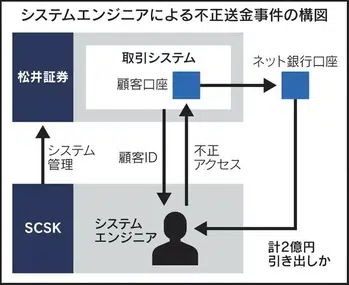 システムエンジニアによる不正送金事件の構図
松井証券
取引システム
顧客口座
ネット銀行口座
システム
管理
顧客ID
不正
アクセス
SCSK
システム
エンジニア
計2億円
引き出しか